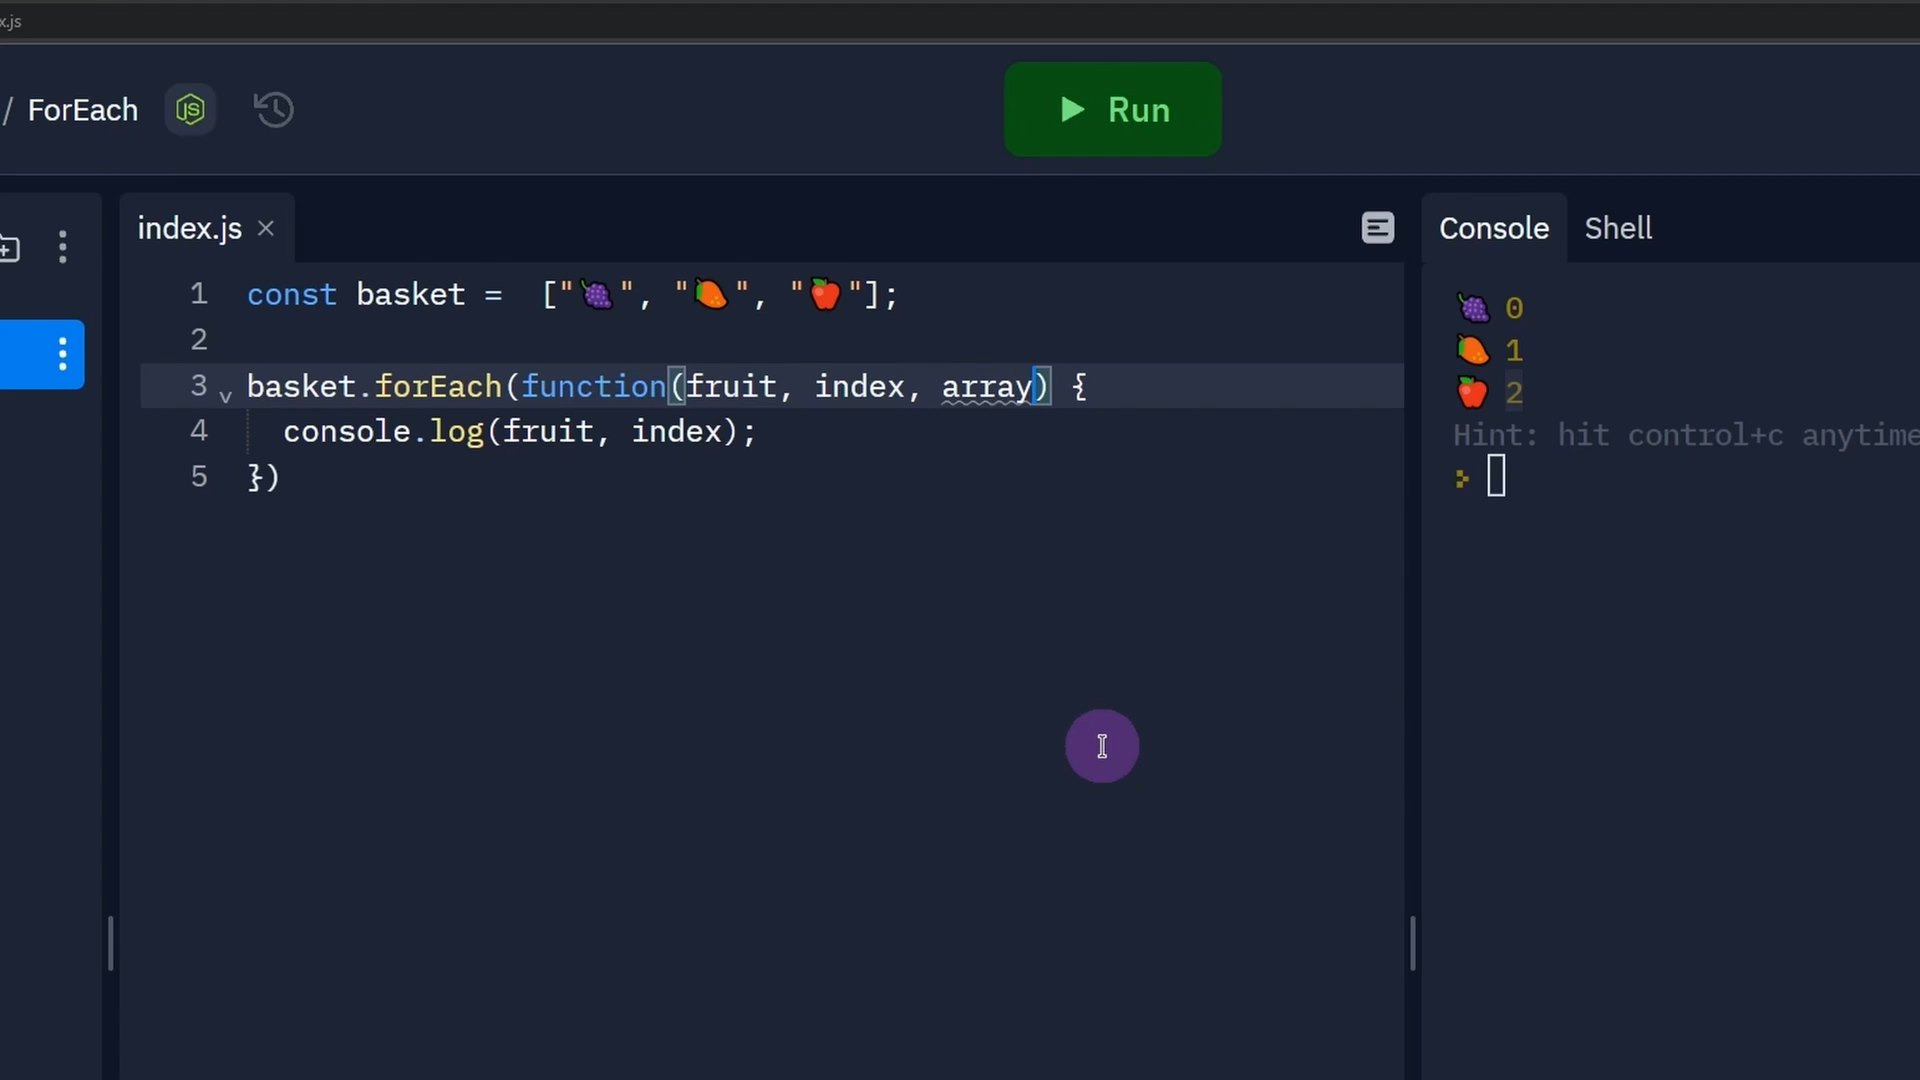 x.js
/ ForEach JS Run
index.js Console Shell
1 const basket =  ["🍇", "🥭", "🍎"];
2
3 basket.forEach(function(fruit, index, array) {
4 console.log(fruit, index);
5 })
🍇 0
🥭 1
🍎 2
Hint: hit control+c anytime